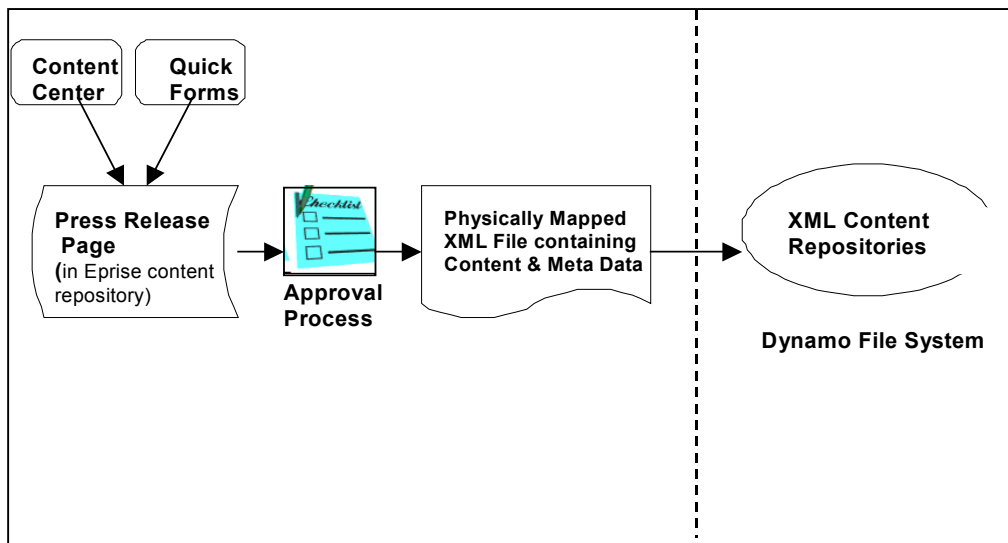 Content
Center
Quick
Forms
Press Release
Page
(in Eprise content
repository)
Checklist
Approval
Process
Physically Mapped
XML File containing
Content & Meta Data
XML Content
Repositories
Dynamo File System